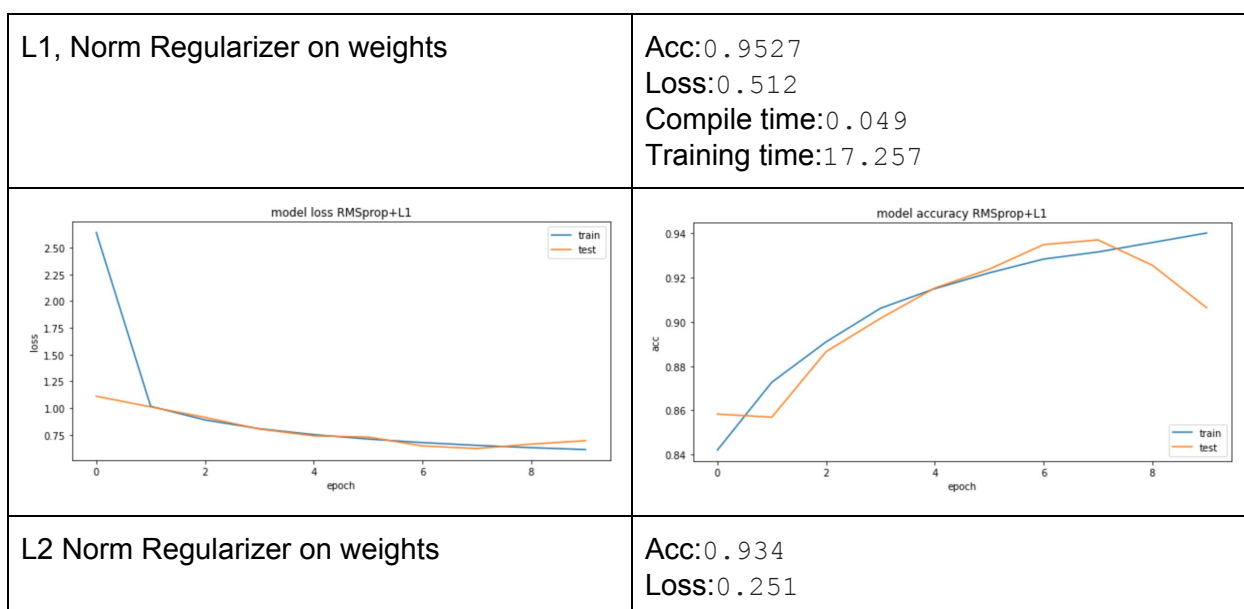 L1, Norm Regularizer on weights
Acc:0.9527
Loss:0.512
Compile time:0.049
Training time:17.257
model loss RMSprop+L1
train
test
2.50
2.25
2.00
1.75
1.50
1.25
1.00
0.75
loss
0 2 4 6 8
epoch
model accuracy RMSprop+L1
0.94
0.92
0.90
0.88
0.86
0.84
acc
train
test
0 2 4 6 8
epoch
L2 Norm Regularizer on weights
Acc:0.934
Loss:0.251